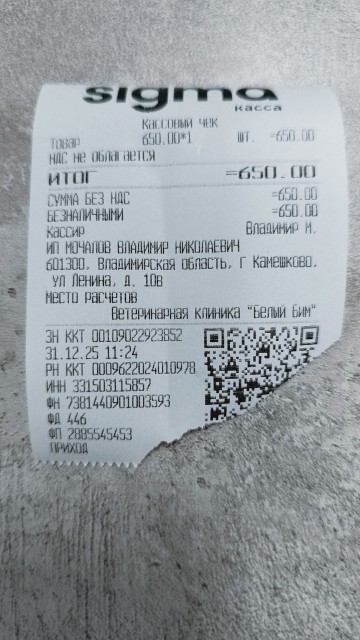 sigma
касса
Кассовый чек
Товар 650.00*1 шт. =650.00
НДС не облагается
ИТОГ =650.00
СУММА БЕЗ НДС =650.00
БЕЗНАЛИЧНЫМИ =650.00
Кассир Владимир М.
ИП МОЧАЛОВ ВЛАДИМИР НИКОЛАЕВИЧ
601300, Владимирская область, г Камешково,
ул Ленина, д. 10в
Место расчетов
Ветеринарная клиника "Белый Бим"
ЗН ККТ 00109022923852
31.12.25 11:24
РН ККТ 0009622024010978
ИНН 331503115857
ФН 7381440901003593
ФД 446
ФП 2885545453
ПРИХОД